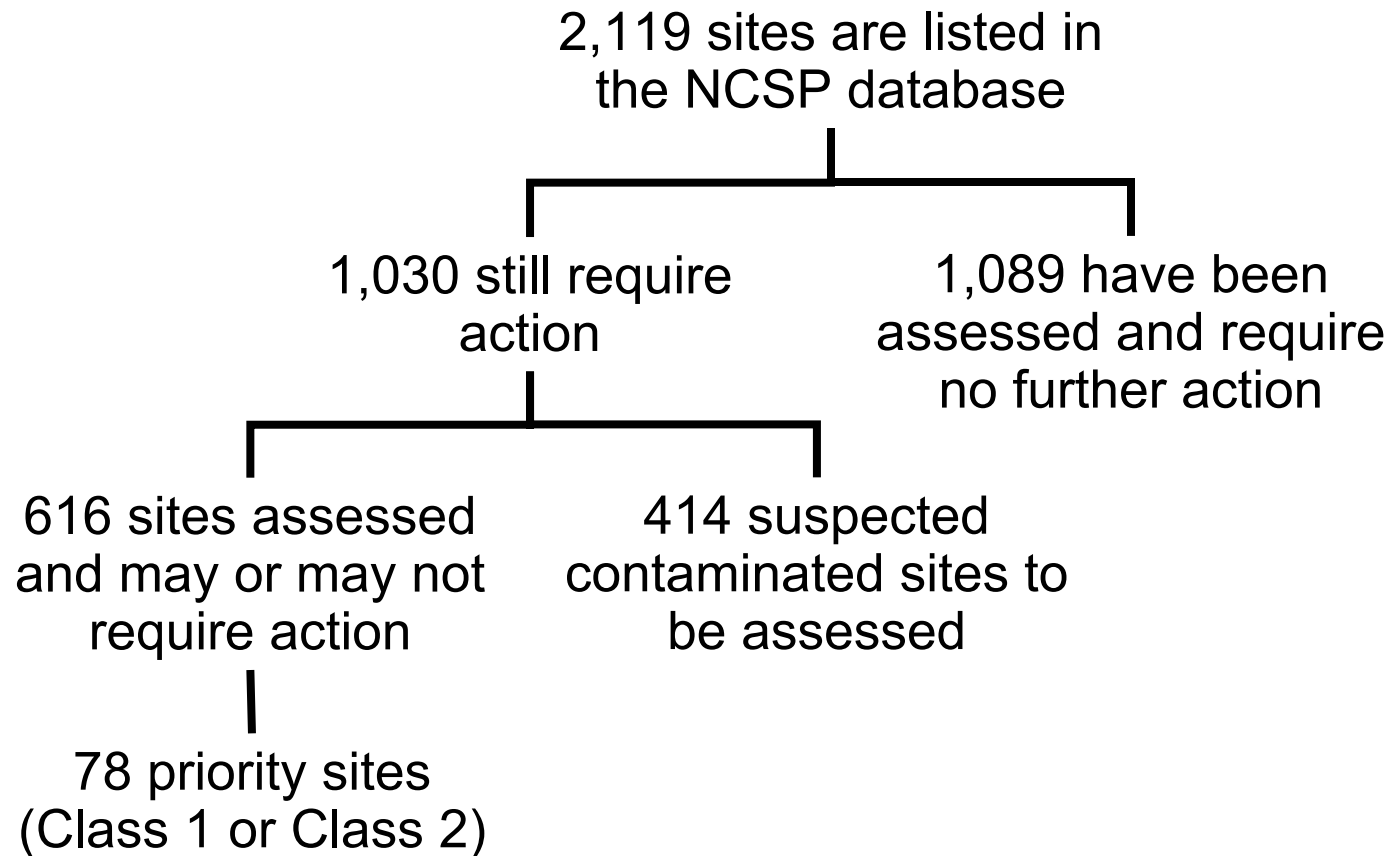 2,119 sites are listed in
the NCSP database
1,030 still require
action
1,089 have been
assessed and require
no further action
616 sites assessed
and may or may not
require action
414 suspected
contaminated sites to
be assessed
78 priority sites
(Class 1 or Class 2)